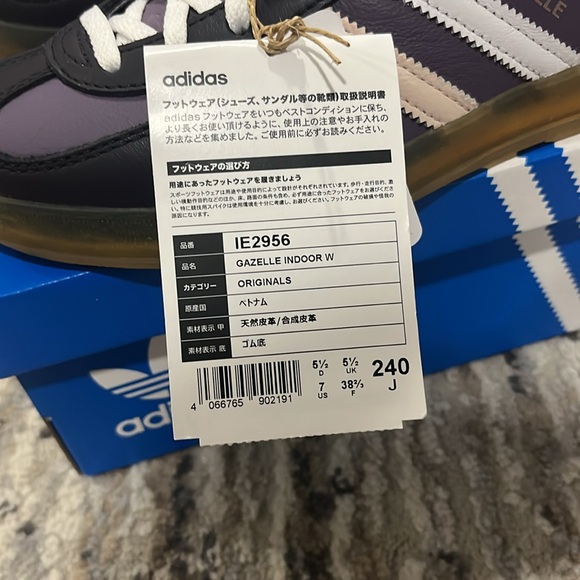 ELLE
adidas
フットウェア(シューズ、サンダル等の靴類)取扱説明書
adidas フットウェアをいつもベストコンディションに保ち、
より長くお使い頂けるように、使用上の注意やお手入れの
方法などを集めました。ご使用前に必ずお読みください。
フットウェアの選び方
用途にあったフットウェアを履きましょう
品番 IE2956
品名 GAZELLE INDOOR W
カテゴリー ORIGINALS
原産国 ベトナム
素材表示 甲 天然皮革/合成皮革
素材表示 底 ゴム底
4 066765 902191
5½ D 5½ UK 240
7 US 38⅔ F J
adi